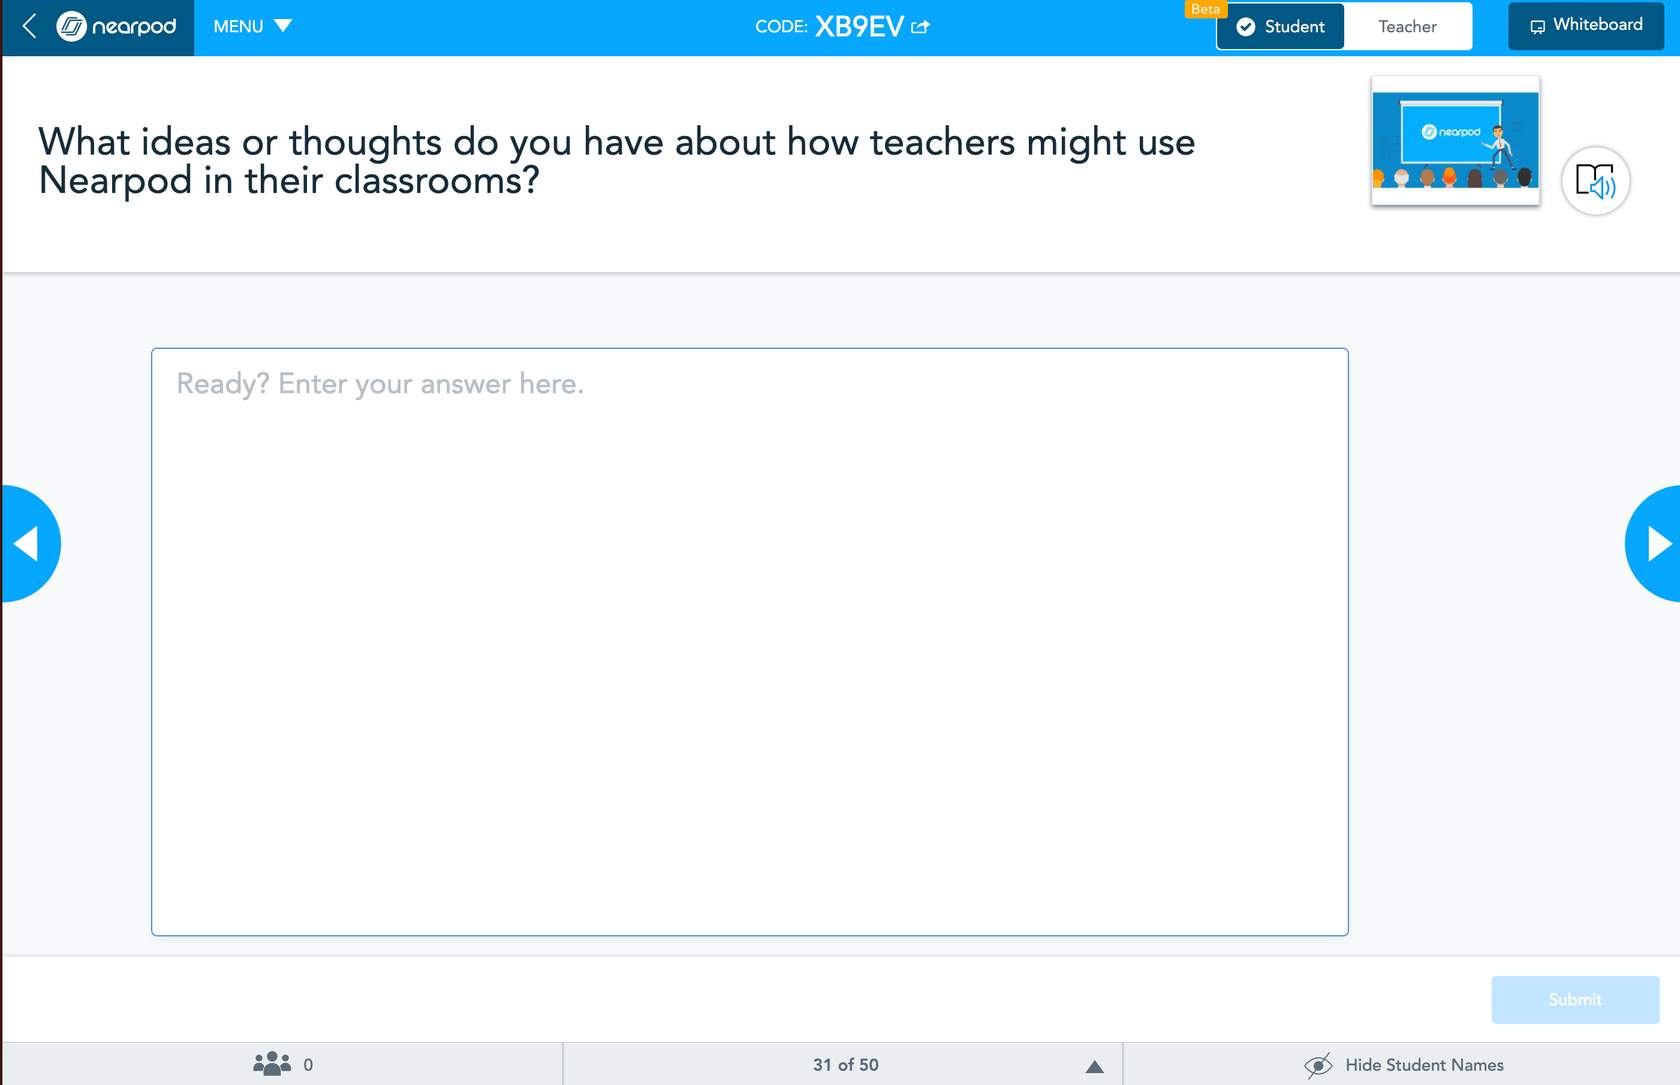 nearpod
MENU
CODE: XB9EV
Beta
Student
Teacher
Whiteboard
What ideas or thoughts do you have about how teachers might use
Nearpod in their classrooms?
nearpod
Ready? Enter your answer here.
Submit
0
31 of 50
Hide Student Names